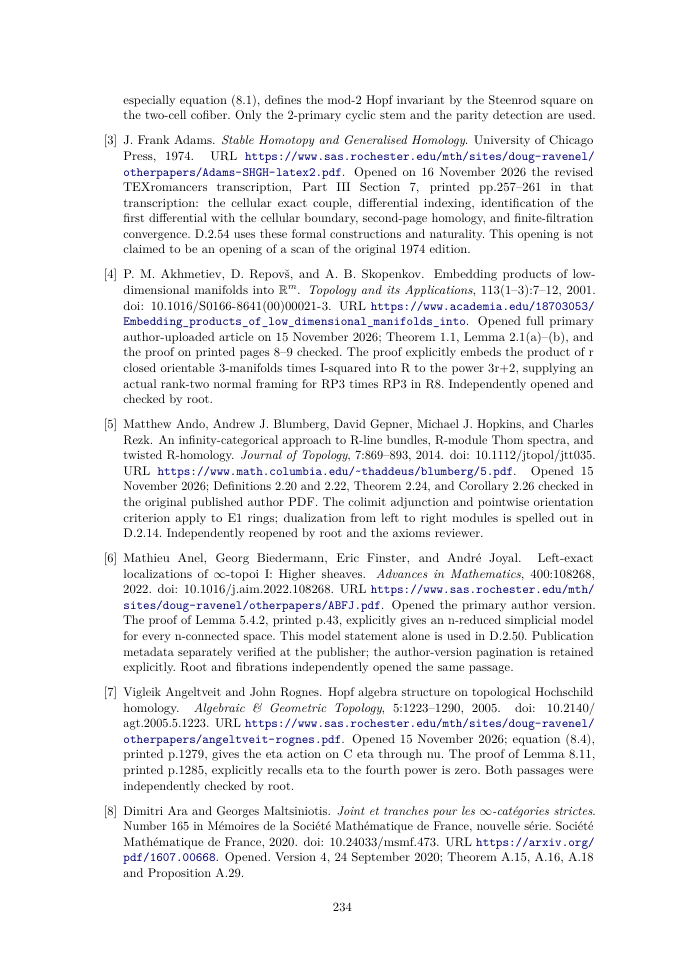 especially equation (8.1), defines the mod-2 Hopf invariant by the Steenrod square on
the two-cell cofiber. Only the 2-primary cyclic stem and the parity detection are used.
[3] J. Frank Adams. Stable Homotopy and Generalised Homology. University of Chicago
Press, 1974. URL https://www.sas.rochester.edu/mth/sites/doug-ravenel/
otherpapers/Adams-SHGH-latex2.pdf. Opened on 16 November 2026 the revised
TEXromancers transcription, Part III Section 7, printed pp.257–261 in that
transcription: the cellular exact couple, differential indexing, identification of the
first differential with the cellular boundary, second-page homology, and finite-filtration
convergence. D.2.54 uses these formal constructions and naturality. This opening is not
claimed to be an opening of a scan of the original 1974 edition.
[4] P. M. Akhmetiev, D. Repovš, and A. B. Skopenkov. Embedding products of low-
dimensional manifolds into ℝᵐ. Topology and its Applications, 113(1–3):7–12, 2001.
doi: 10.1016/S0166-8641(00)00021-3. URL https://www.academia.edu/18703053/
Embedding_products_of_low_dimensional_manifolds_into. Opened full primary
author-uploaded article on 15 November 2026; Theorem 1.1, Lemma 2.1(a)–(b), and
the proof on printed pages 8–9 checked. The proof explicitly embeds the product of r
closed orientable 3-manifolds times I-squared into R to the power 3r+2, supplying an
actual rank-two normal framing for RP3 times RP3 in R8. Independently opened and
checked by root.
[5] Matthew Ando, Andrew J. Blumberg, David Gepner, Michael J. Hopkins, and Charles
Rezk. An infinity-categorical approach to R-line bundles, R-module Thom spectra, and
twisted R-homology. Journal of Topology, 7:869–893, 2014. doi: 10.1112/jtopol/jtt035.
URL https://www.math.columbia.edu/~thaddeus/blumberg/5.pdf. Opened 15
November 2026; Definitions 2.20 and 2.22, Theorem 2.24, and Corollary 2.26 checked in
the original published author PDF. The colimit adjunction and pointwise orientation
criterion apply to E1 rings; dualization from left to right modules is spelled out in
D.2.14. Independently reopened by root and the axioms reviewer.
[6] Mathieu Anel, Georg Biedermann, Eric Finster, and André Joyal. Left-exact
localizations of ∞-topoi I: Higher sheaves. Advances in Mathematics, 400:108268,
2022. doi: 10.1016/j.aim.2022.108268. URL https://www.sas.rochester.edu/mth/
sites/doug-ravenel/otherpapers/ABFJ.pdf. Opened the primary author version.
The proof of Lemma 5.4.2, printed p.43, explicitly gives an n-reduced simplicial model
for every n-connected space. This model statement alone is used in D.2.50. Publication
metadata separately verified at the publisher; the author-version pagination is retained
explicitly. Root and fibrations independently opened the same passage.
[7] Vigleik Angeltveit and John Rognes. Hopf algebra structure on topological Hochschild
homology. Algebraic & Geometric Topology, 5:1223–1290, 2005. doi: 10.2140/
agt.2005.5.1223. URL https://www.sas.rochester.edu/mth/sites/doug-ravenel/
otherpapers/angeltveit-rognes.pdf. Opened 15 November 2026; equation (8.4),
printed p.1279, gives the eta action on C eta through nu. The proof of Lemma 8.11,
printed p.1285, explicitly recalls eta to the fourth power is zero. Both passages were
independently checked by root.
[8] Dimitri Ara and Georges Maltsiniotis. Joint et tranches pour les ∞-catégories strictes.
Number 165 in Mémoires de la Société Mathématique de France, nouvelle série. Société
Mathématique de France, 2020. doi: 10.24033/msmf.473. URL https://arxiv.org/
pdf/1607.00668. Opened. Version 4, 24 September 2020; Theorem A.15, A.16, A.18
and Proposition A.29.
234